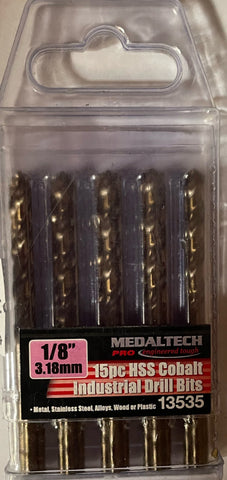 1/8"
3.18mm
MEDALTECH
PRO engineered tough
15pc HSS Cobalt
Industrial Drill Bits
• Metal, Stainless Steel, Alloys, Wood or Plastic 13535